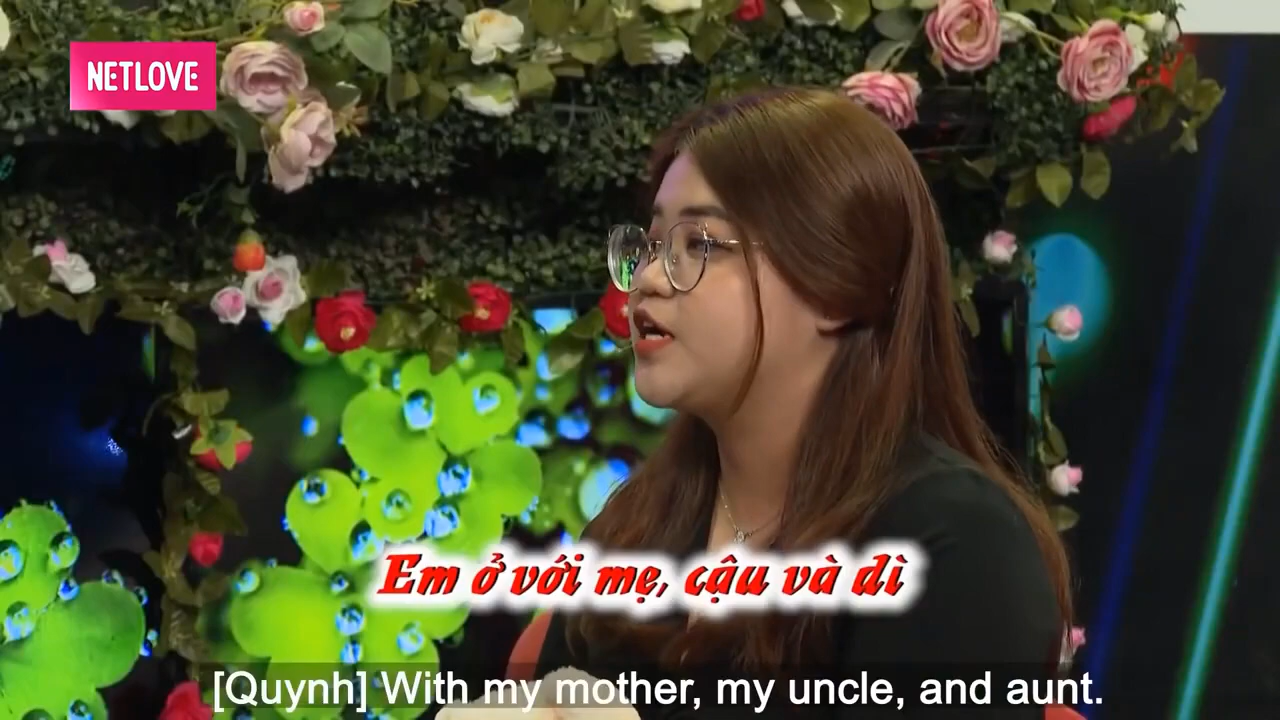 NETLOVE
Em ở với mẹ, cậu và dì
[Quynh] With my mother, my uncle, and aunt.